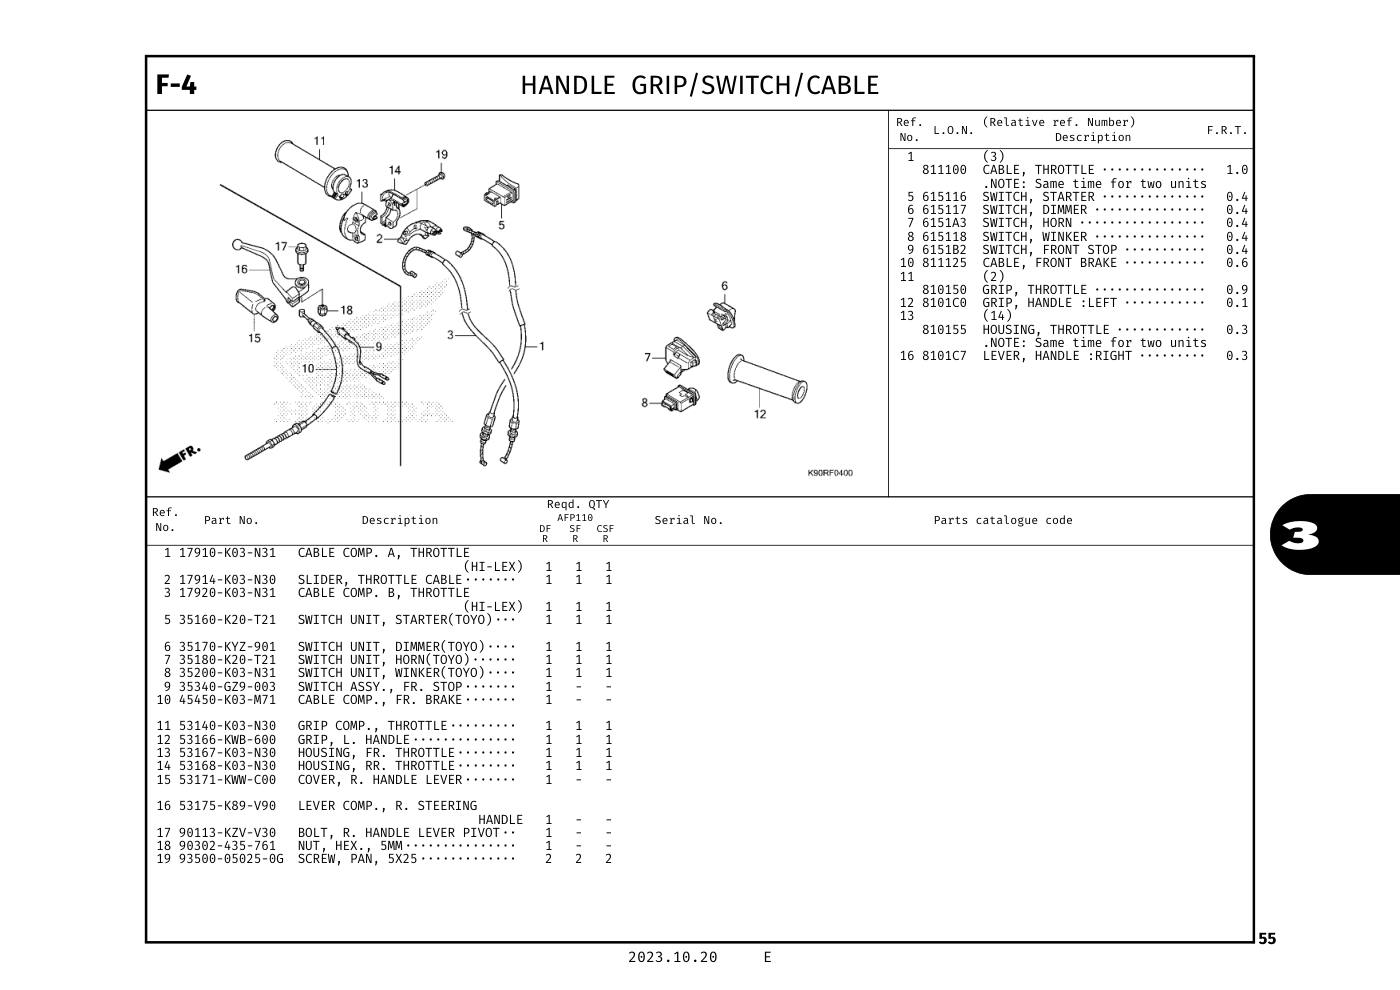 F-4
HANDLE GRIP/SWITCH/CABLE
11
19
14
13
5
2
17
16
6
18
15
9
3
1
7
10
8
12
HONDA
FR.
K90RF0400
Ref. No. L.O.N. (Relative ref. Number) Description F.R.T.
1 (3)
811100 CABLE, THROTTLE ·············· 1.0
.NOTE: Same time for two units
5 615116 SWITCH, STARTER ·············· 0.4
6 615117 SWITCH, DIMMER ··············· 0.4
7 6151A3 SWITCH, HORN ················· 0.4
8 615118 SWITCH, WINKER ··············· 0.4
9 6151B2 SWITCH, FRONT STOP ··········· 0.4
10 811125 CABLE, FRONT BRAKE ··········· 0.6
11 (2)
810150 GRIP, THROTTLE ··············· 0.9
12 8101C0 GRIP, HANDLE :LEFT ··········· 0.1
13 (14)
810155 HOUSING, THROTTLE ············ 0.3
.NOTE: Same time for two units
16 8101C7 LEVER, HANDLE :RIGHT ········· 0.3
Ref. No. Part No. Description Reqd. QTY Serial No. Parts catalogue code
AFP110
DF SF CSF
R R R
1 17910-K03-N31 CABLE COMP. A, THROTTLE
(HI-LEX) 1 1 1
2 17914-K03-N30 SLIDER, THROTTLE CABLE······· 1 1 1
3 17920-K03-N31 CABLE COMP. B, THROTTLE
(HI-LEX) 1 1 1
5 35160-K20-T21 SWITCH UNIT, STARTER(TOYO)··· 1 1 1
6 35170-KYZ-901 SWITCH UNIT, DIMMER(TOYO)···· 1 1 1
7 35180-K20-T21 SWITCH UNIT, HORN(TOYO)······ 1 1 1
8 35200-K03-N31 SWITCH UNIT, WINKER(TOYO)···· 1 1 1
9 35340-GZ9-003 SWITCH ASSY., FR. STOP······· 1 - -
10 45450-K03-M71 CABLE COMP., FR. BRAKE······· 1 - -
11 53140-K03-N30 GRIP COMP., THROTTLE········· 1 1 1
12 53166-KWB-600 GRIP, L. HANDLE·············· 1 1 1
13 53167-K03-N30 HOUSING, FR. THROTTLE········ 1 1 1
14 53168-K03-N30 HOUSING, RR. THROTTLE········ 1 1 1
15 53171-KWW-C00 COVER, R. HANDLE LEVER······· 1 - -
16 53175-K89-V90 LEVER COMP., R. STEERING
HANDLE 1 - -
17 90113-KZV-V30 BOLT, R. HANDLE LEVER PIVOT·· 1 - -
18 90302-435-761 NUT, HEX., 5MM··············· 1 - -
19 93500-05025-0G SCREW, PAN, 5X25············· 2 2 2
3
55
2023.10.20 E